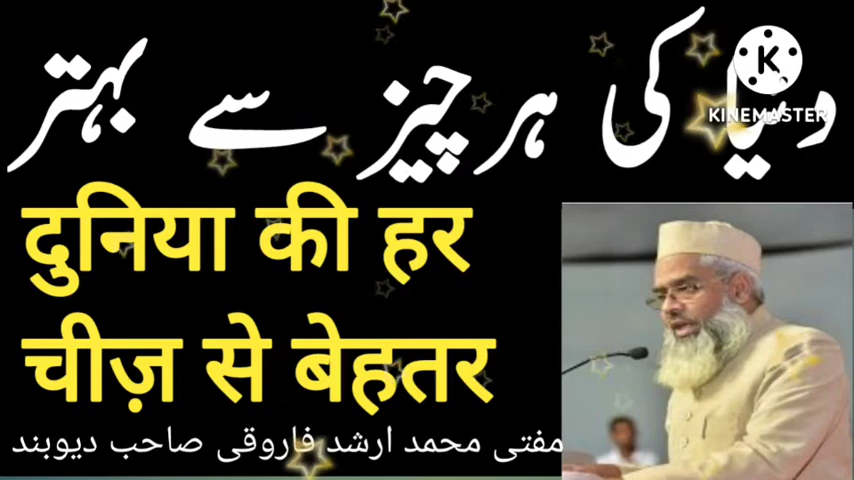 دنیا کی ہر چیز سے بہتر
K
KINEMASTER
दुनिया की हर
चीज़ से बेहतर
مفتی محمد ارشد فاروقی صاحب دیوبند